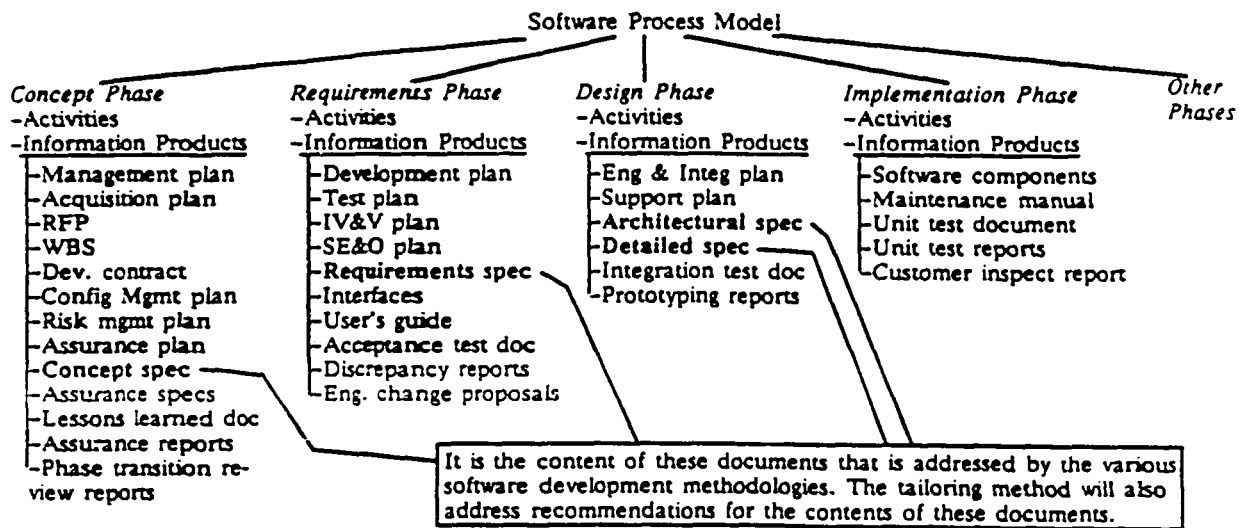 Software Process Model
Concept Phase
-Activities
-Information Products
-Management plan
-Acquisition plan
-RFP
-WBS
-Dev. contract
-Config Mgmt plan
-Risk mgmt plan
-Assurance plan
-Concept spec
-Assurance specs
-Lessons learned doc
-Assurance reports
-Phase transition re-
view reports
Requirements Phase
-Activities
-Information Products
-Development plan
-Test plan
-IV&V plan
-SE&O plan
-Requirements spec
-Interfaces
-User's guide
-Acceptance test doc
-Discrepancy reports
-Eng. change proposals
Design Phase
-Activities
-Information Products
-Eng & Integ plan
-Support plan
-Architectural spec
-Detailed spec
-Integration test doc
-Prototyping reports
Implementation Phase
-Activities
-Information Products
-Software components
-Maintenance manual
-Unit test document
-Unit test reports
-Customer inspect report
Other
Phases
It is the content of these documents that is addressed by the various
software development methodologies. The tailoring method will also
address recommendations for the contents of these documents.